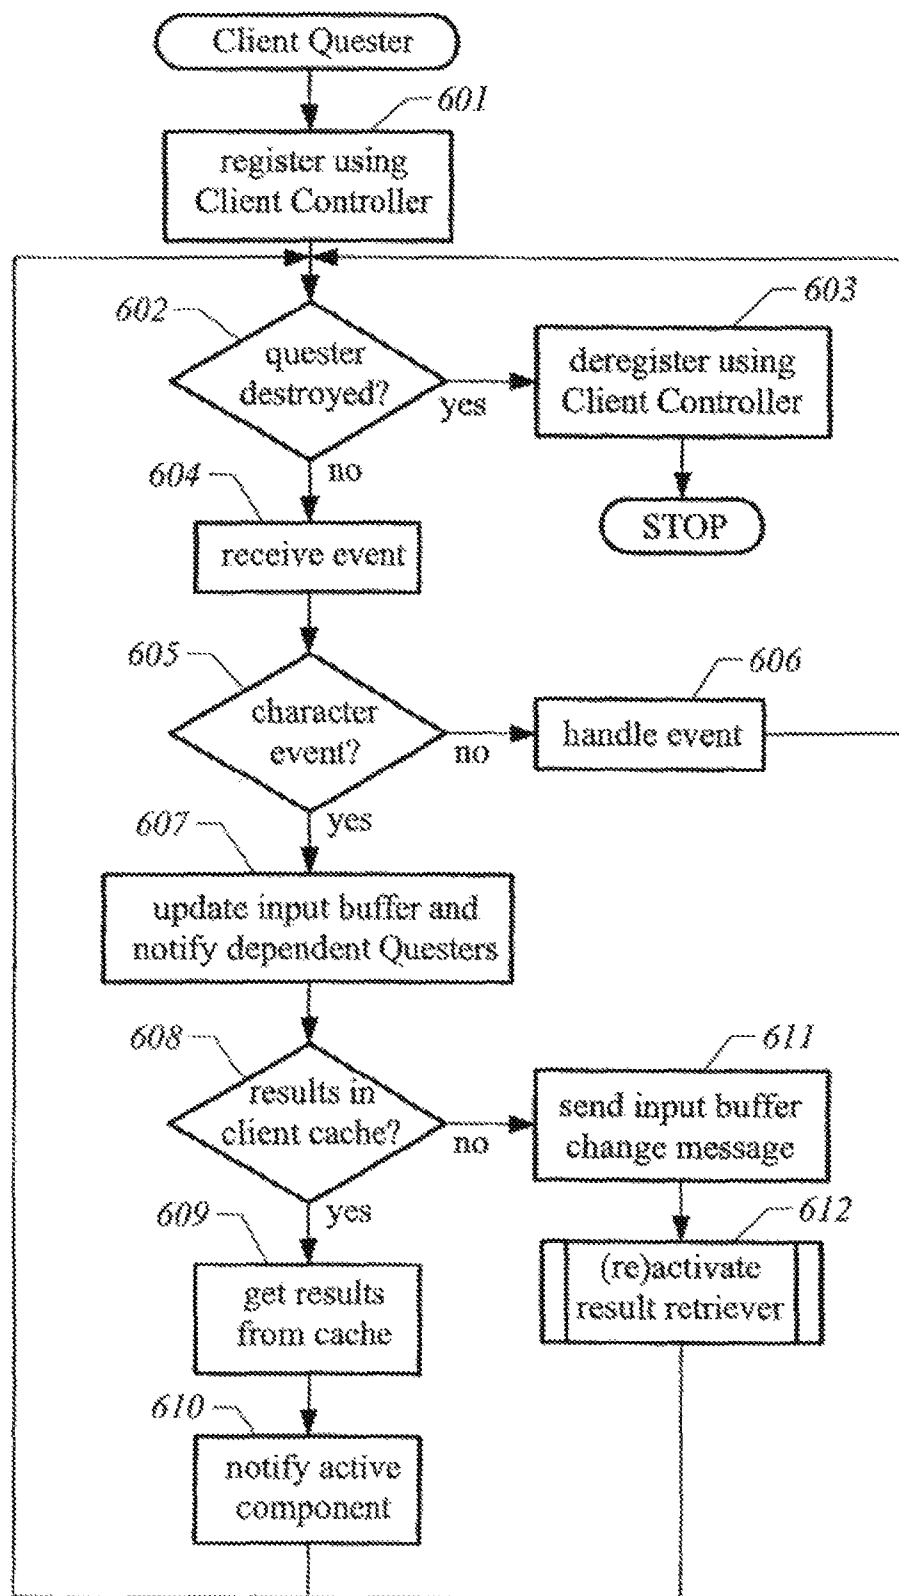 Client Quester
601
register using
Client Controller
602
quester
destroyed?
yes
603
deregister using
Client Controller
no
STOP
604
receive event
605
character
event?
no
606
handle event
yes
607
update input buffer and
notify dependent Questers
608
results in
client cache?
no
611
send input buffer
change message
yes
609
get results
from cache
612
(re)activate
result retriever
610
notify active
component